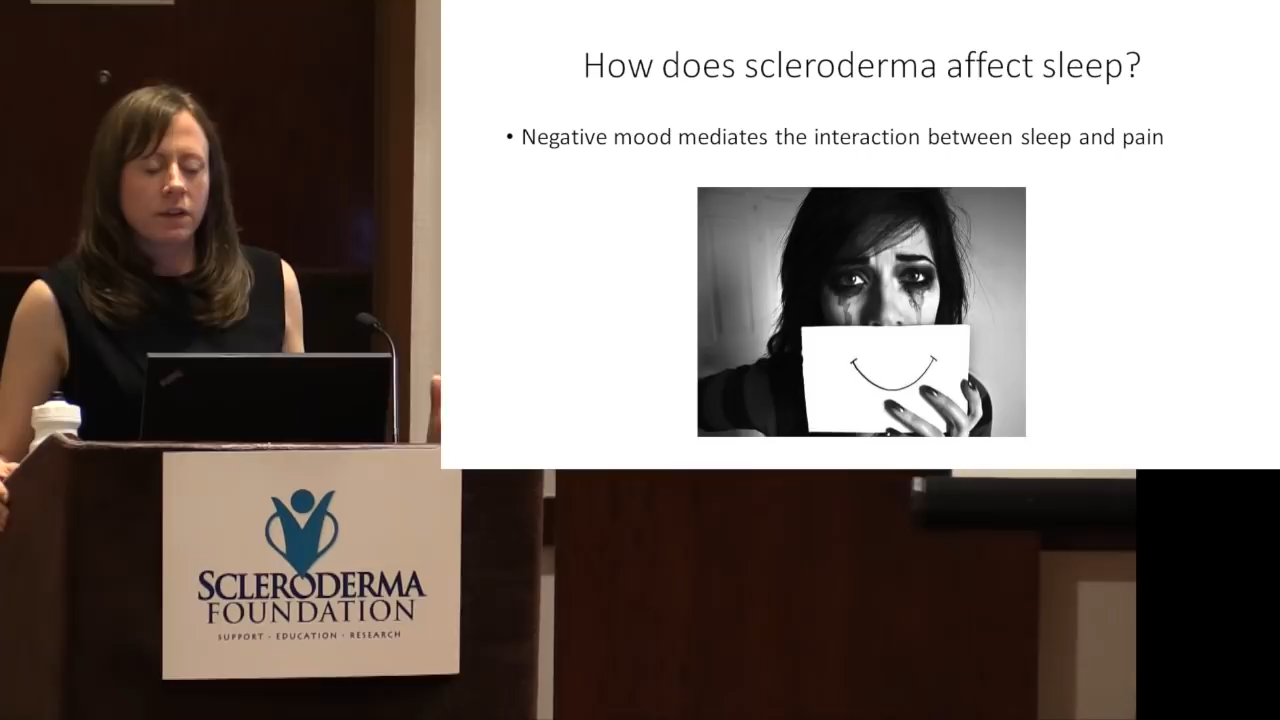 How does scleroderma affect sleep?
• Negative mood mediates the interaction between sleep and pain
SCLERODERMA
FOUNDATION
SUPPORT · EDUCATION · RESEARCH